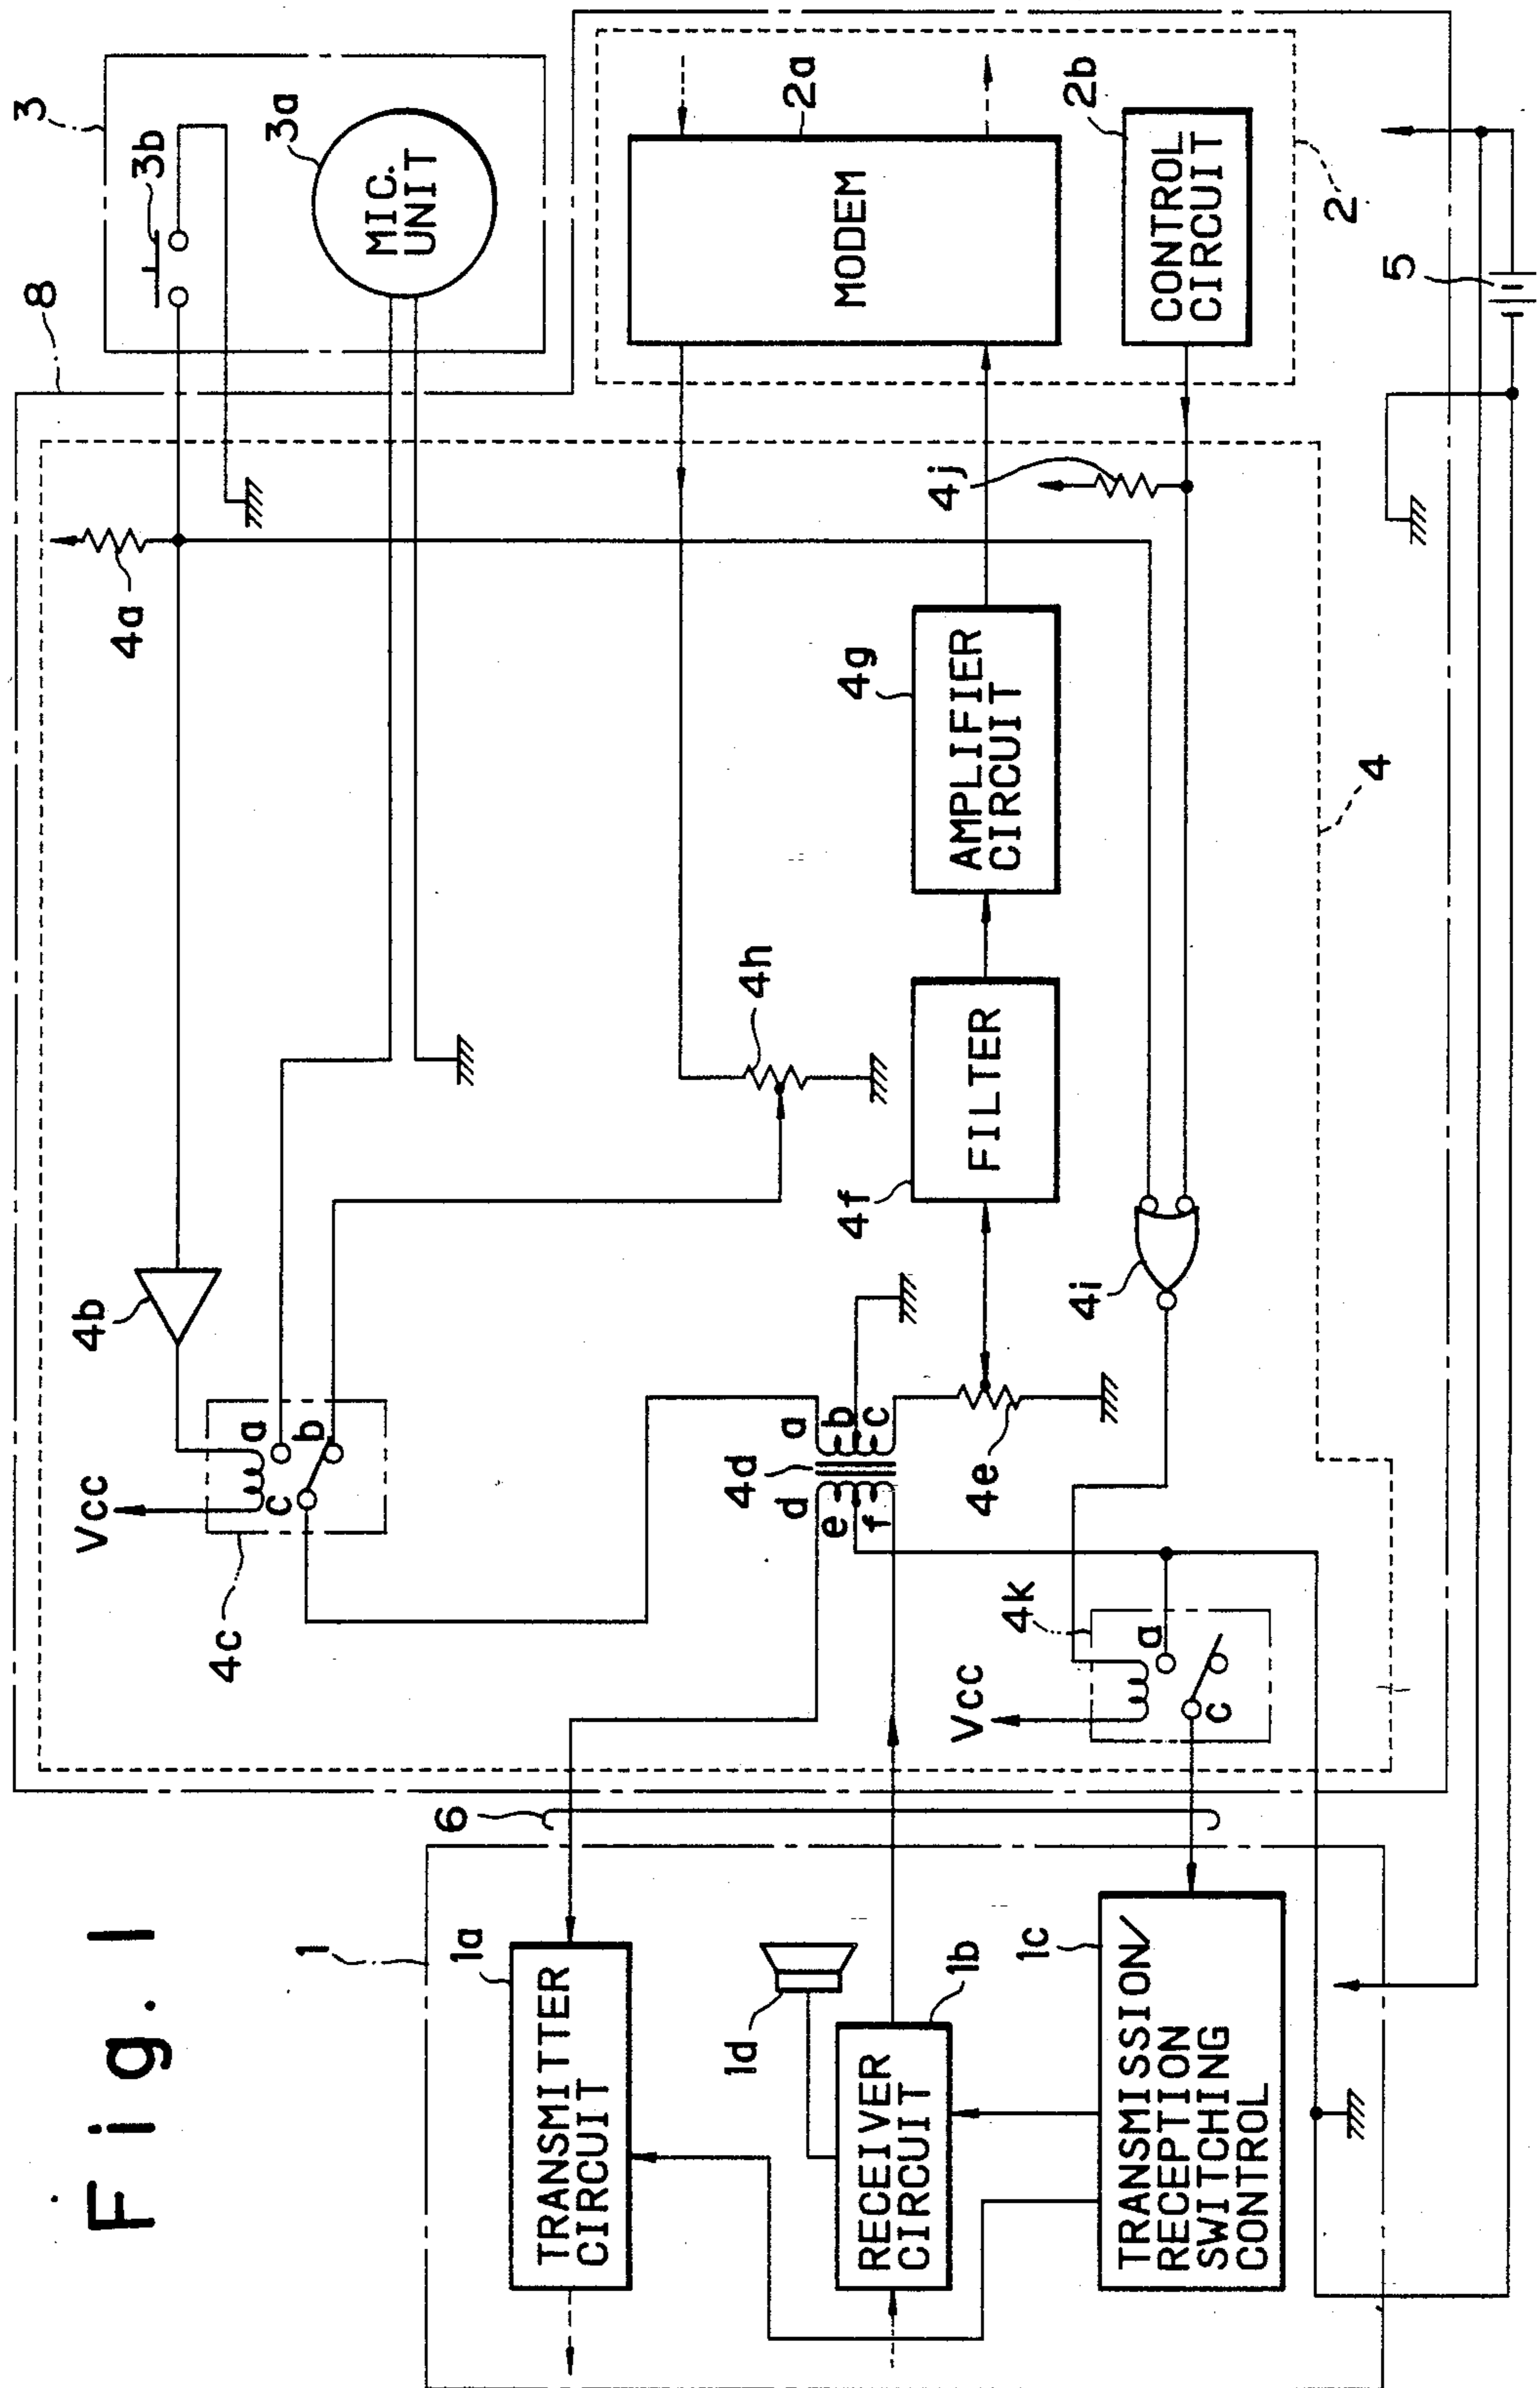 Fig.1
1
1a
TRANSMITTER
CIRCUIT
1d
1b
RECEIVER
CIRCUIT
1c
TRANSMISSION/
RECEPTION
SWITCHING
CONTROL
6
8
Vcc
4c
a
b
c
4b
4a
4d
a
b
c
d
e
f
4e
4f
FILTER
4g
AMPLIFIER
CIRCUIT
4h
4i
4j
4k
Vcc
a
c
4
3
3b
3a
MIC.
UNIT
2a
MODEM
2b
CONTROL
CIRCUIT
2
5